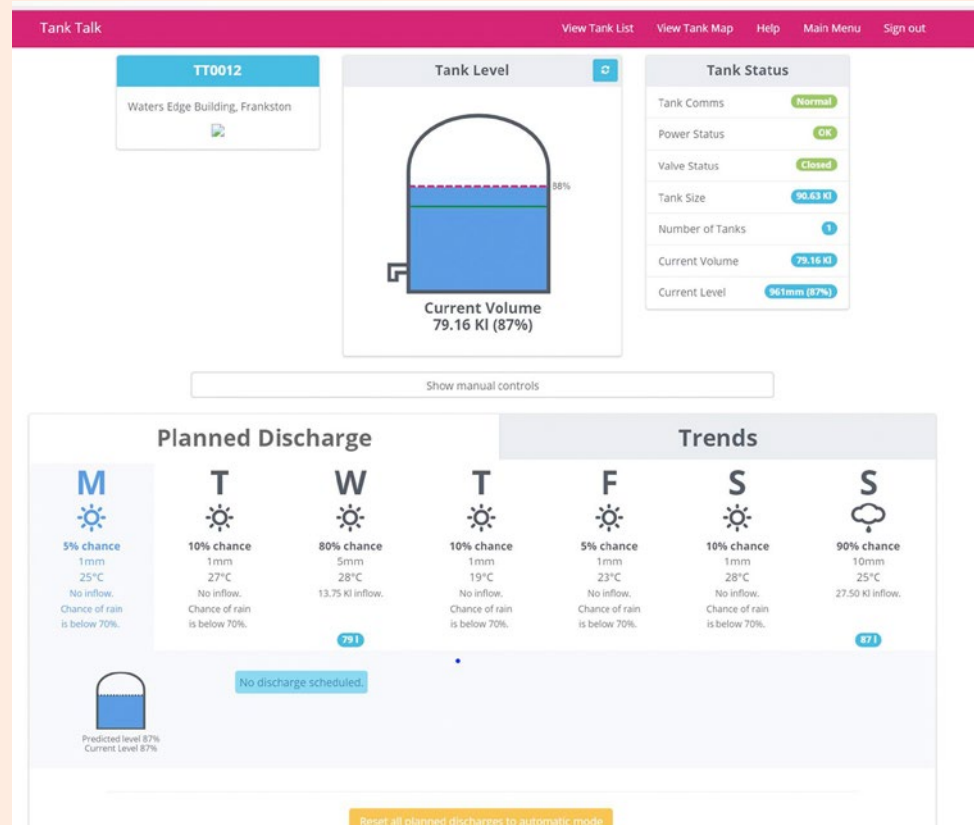 Tank Talk
View Tank List View Tank Map Help Main Menu Sign out
TT0012
Waters Edge Building, Frankston
Tank Level
88%
Current Volume
79.16 Kl (87%)
Tank Status
Tank Comms Normal
Power Status OK
Valve Status Closed
Tank Size 90.63 Kl
Number of Tanks 1
Current Volume 79.16 Kl
Current Level 961mm (87%)
Show manual controls
Planned Discharge Trends
M T W T F S S
5% chance 10% chance 80% chance 10% chance 5% chance 10% chance 90% chance
1mm 1mm 5mm 1mm 1mm 1mm 10mm
25°C 27°C 28°C 19°C 23°C 28°C 25°C
No inflow. No inflow. 13.75 Kl inflow. No inflow. No inflow. No inflow. 27.50 Kl inflow.
Chance of rain Chance of rain Chance of rain Chance of rain Chance of rain
is below 70%. is below 70%. is below 70%. is below 70%. is below 70%.
79 l 87 l
No discharge scheduled.
Predicted level 87%
Current Level 87%
Reset all planned discharges to automatic mode